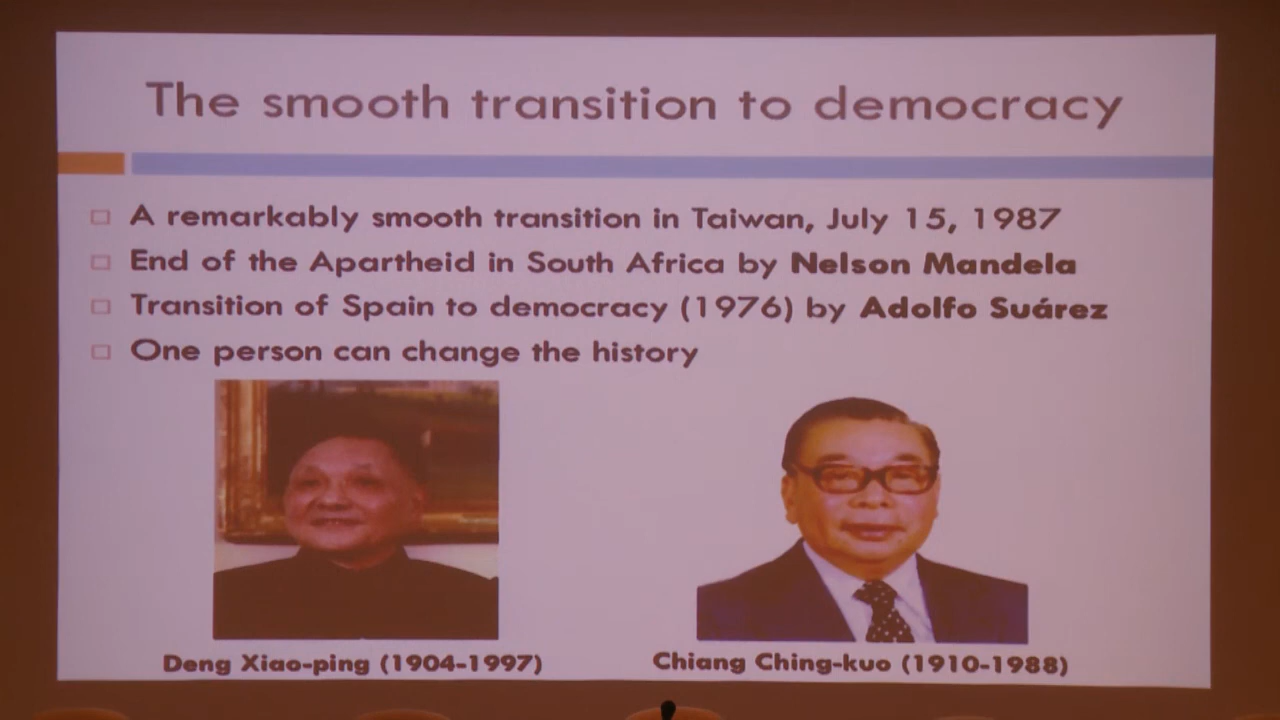 The smooth transition to democracy
A remarkably smooth transition in Taiwan, July 15, 1987
End of the Apartheid in South Africa by Nelson Mandela
Transition of Spain to democracy (1976) by Adolfo Suárez
One person can change the history
Deng Xiao-ping (1904-1997)
Chiang Ching-kuo (1910-1988)